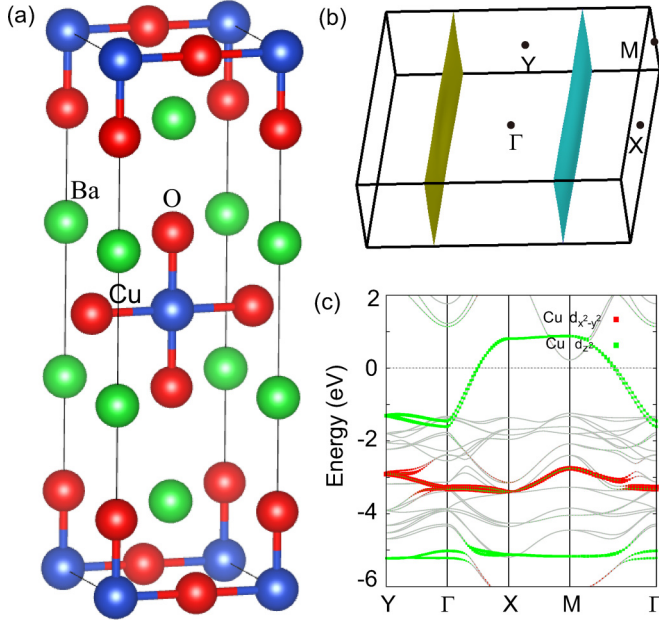 (a)
Ba
O
Cu
(b)
Y
M
Γ
X
(c)
Cu dx²-y²
Cu dz²
Energy (eV)
2
0
-2
-4
-6
Y Γ X M Γ